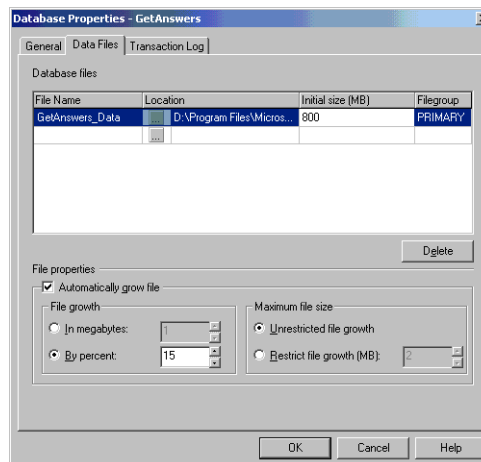 Database Properties - GetAnswers
General Data Files Transaction Log
Database files
File Name Location Initial size (MB) Filegroup
GetAnswers_Data ... D:\Program Files\Micros... 800 PRIMARY
...
Delete
File properties
Automatically grow file
File growth
In megabytes: 1
By percent: 15
Maximum file size
Unrestricted file growth
Restrict file growth (MB): 2
OK Cancel Help